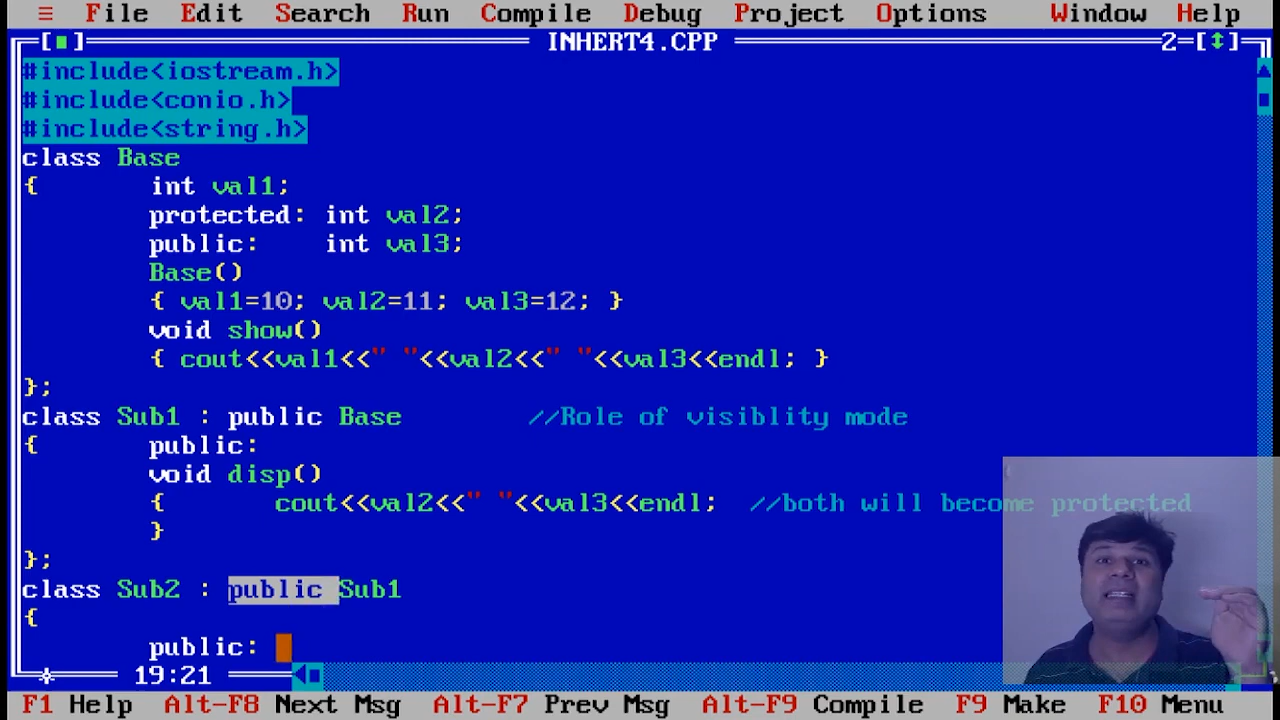 ≡ File Edit Search Run Compile Debug Project Options Window Help
[■] INHERT4.CPP 2=[↕]
#include<iostream.h>
#include<conio.h>
#include<string.h>
class Base
{ int val1;
protected: int val2;
public: int val3;
Base()
{ val1=10; val2=11; val3=12; }
void show()
{ cout<<val1<<" "<<val2<<" "<<val3<<endl; }
};
class Sub1 : public Base //Role of visiblity mode
{ public:
void disp()
{ cout<<val2<<" "<<val3<<endl; //both will become protected
}
};
class Sub2 : public Sub1
{
public:
19:21
F1 Help Alt-F8 Next Msg Alt-F7 Prev Msg Alt-F9 Compile F9 Make F10 Menu